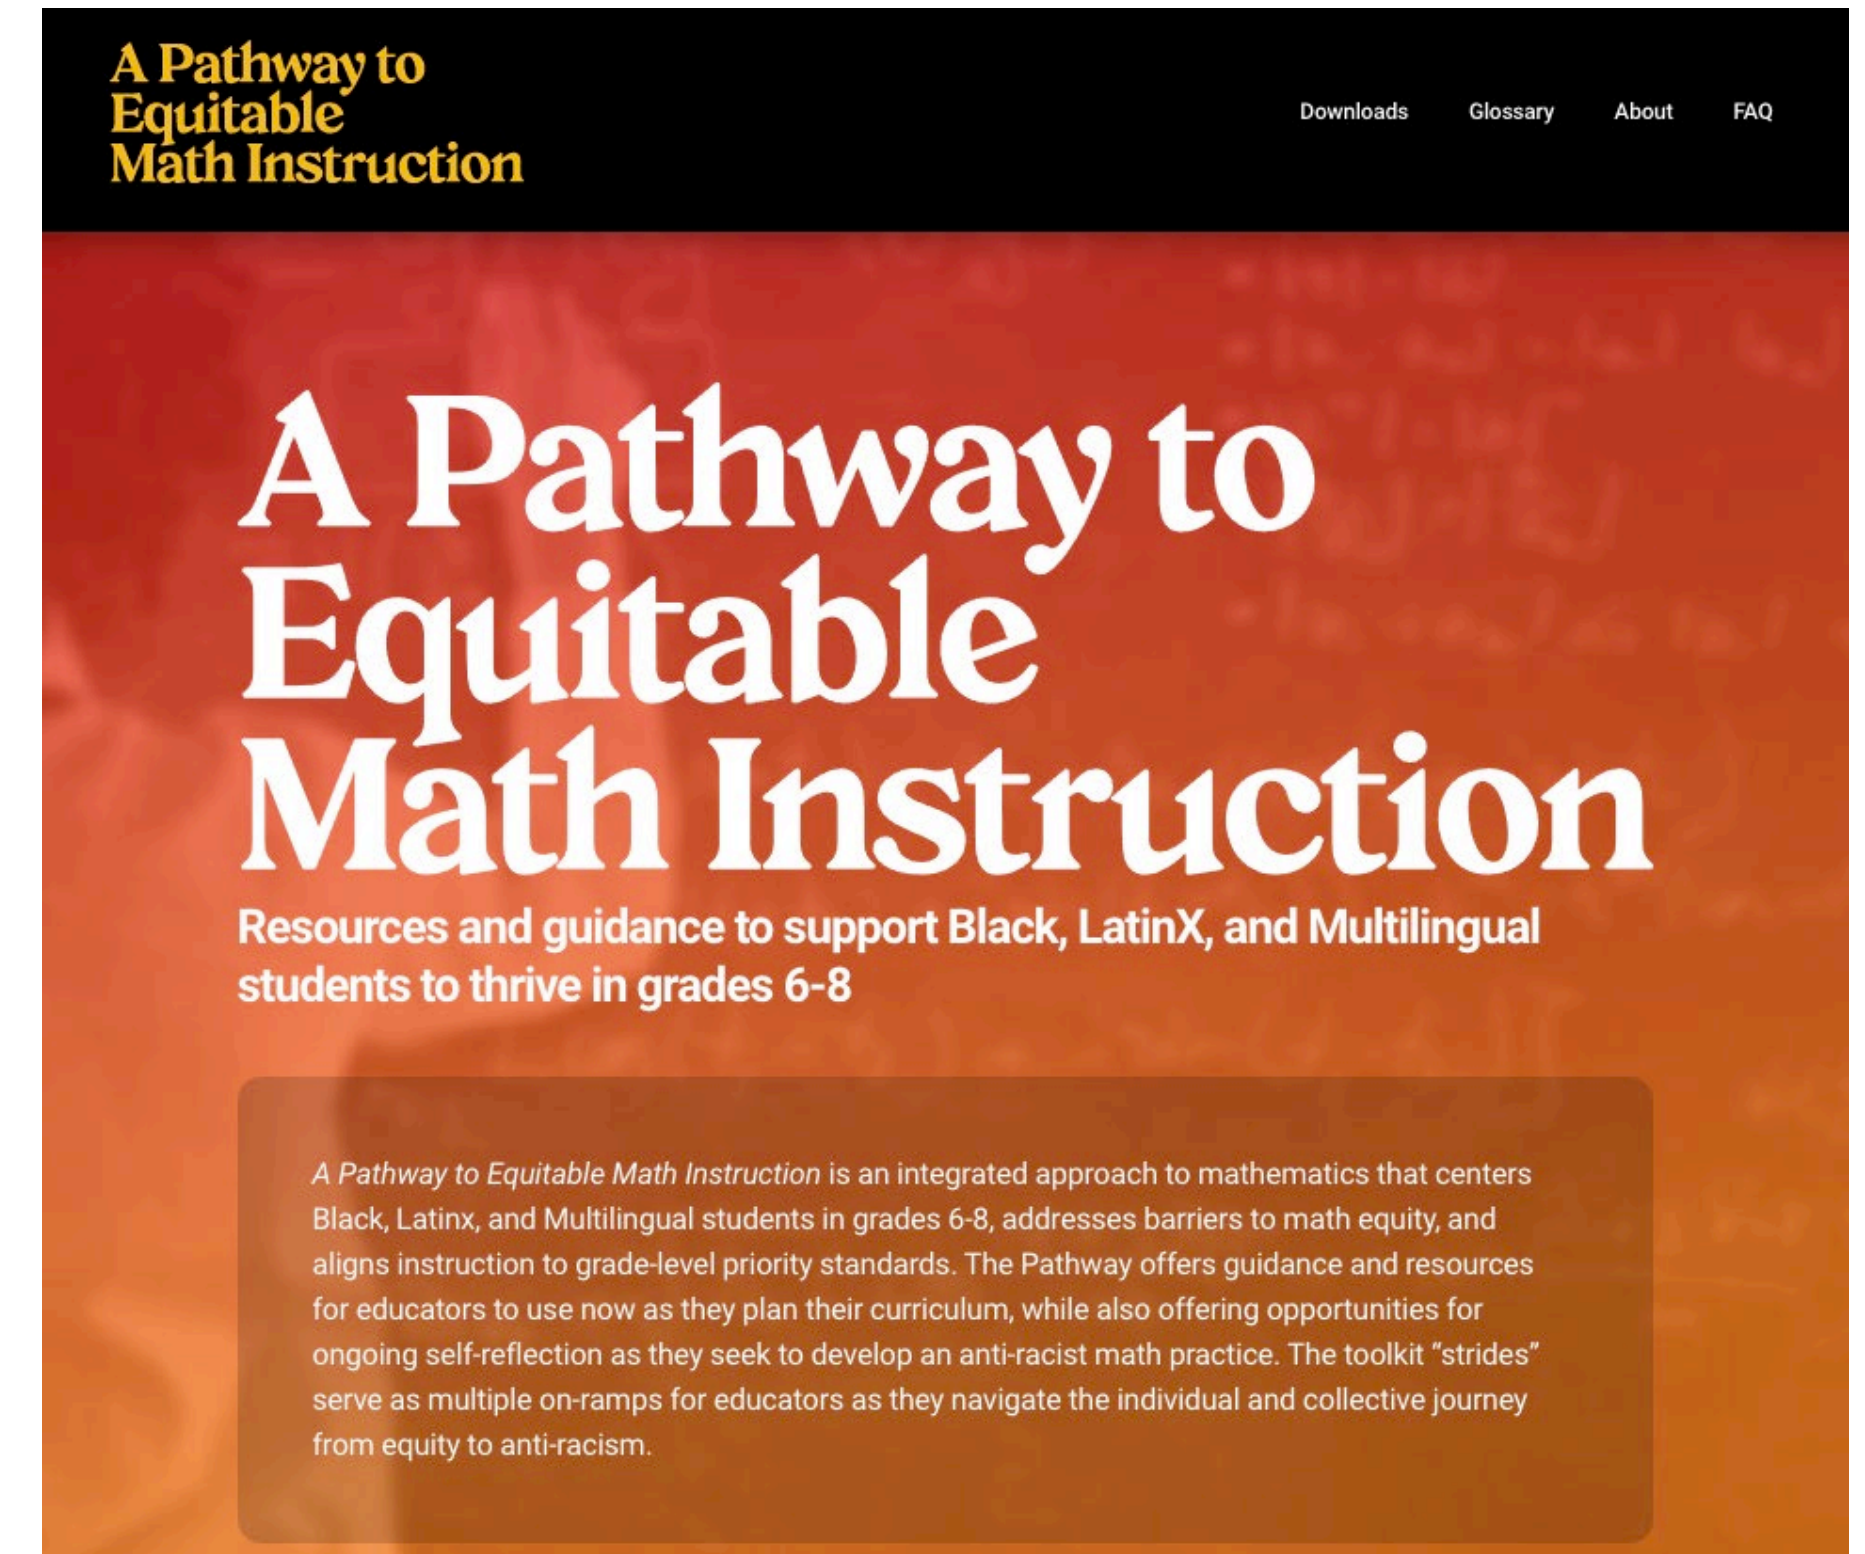 A Pathway to
Equitable
Math Instruction
Downloads Glossary About FAQ
A Pathway to
Equitable
Math Instruction
Resources and guidance to support Black, LatinX, and Multilingual
students to thrive in grades 6-8
A Pathway to Equitable Math Instruction is an integrated approach to mathematics that centers
Black, Latinx, and Multilingual students in grades 6-8, addresses barriers to math equity, and
aligns instruction to grade-level priority standards. The Pathway offers guidance and resources
for educators to use now as they plan their curriculum, while also offering opportunities for
ongoing self-reflection as they seek to develop an anti-racist math practice. The toolkit “strides”
serve as multiple on-ramps for educators as they navigate the individual and collective journey
from equity to anti-racism.